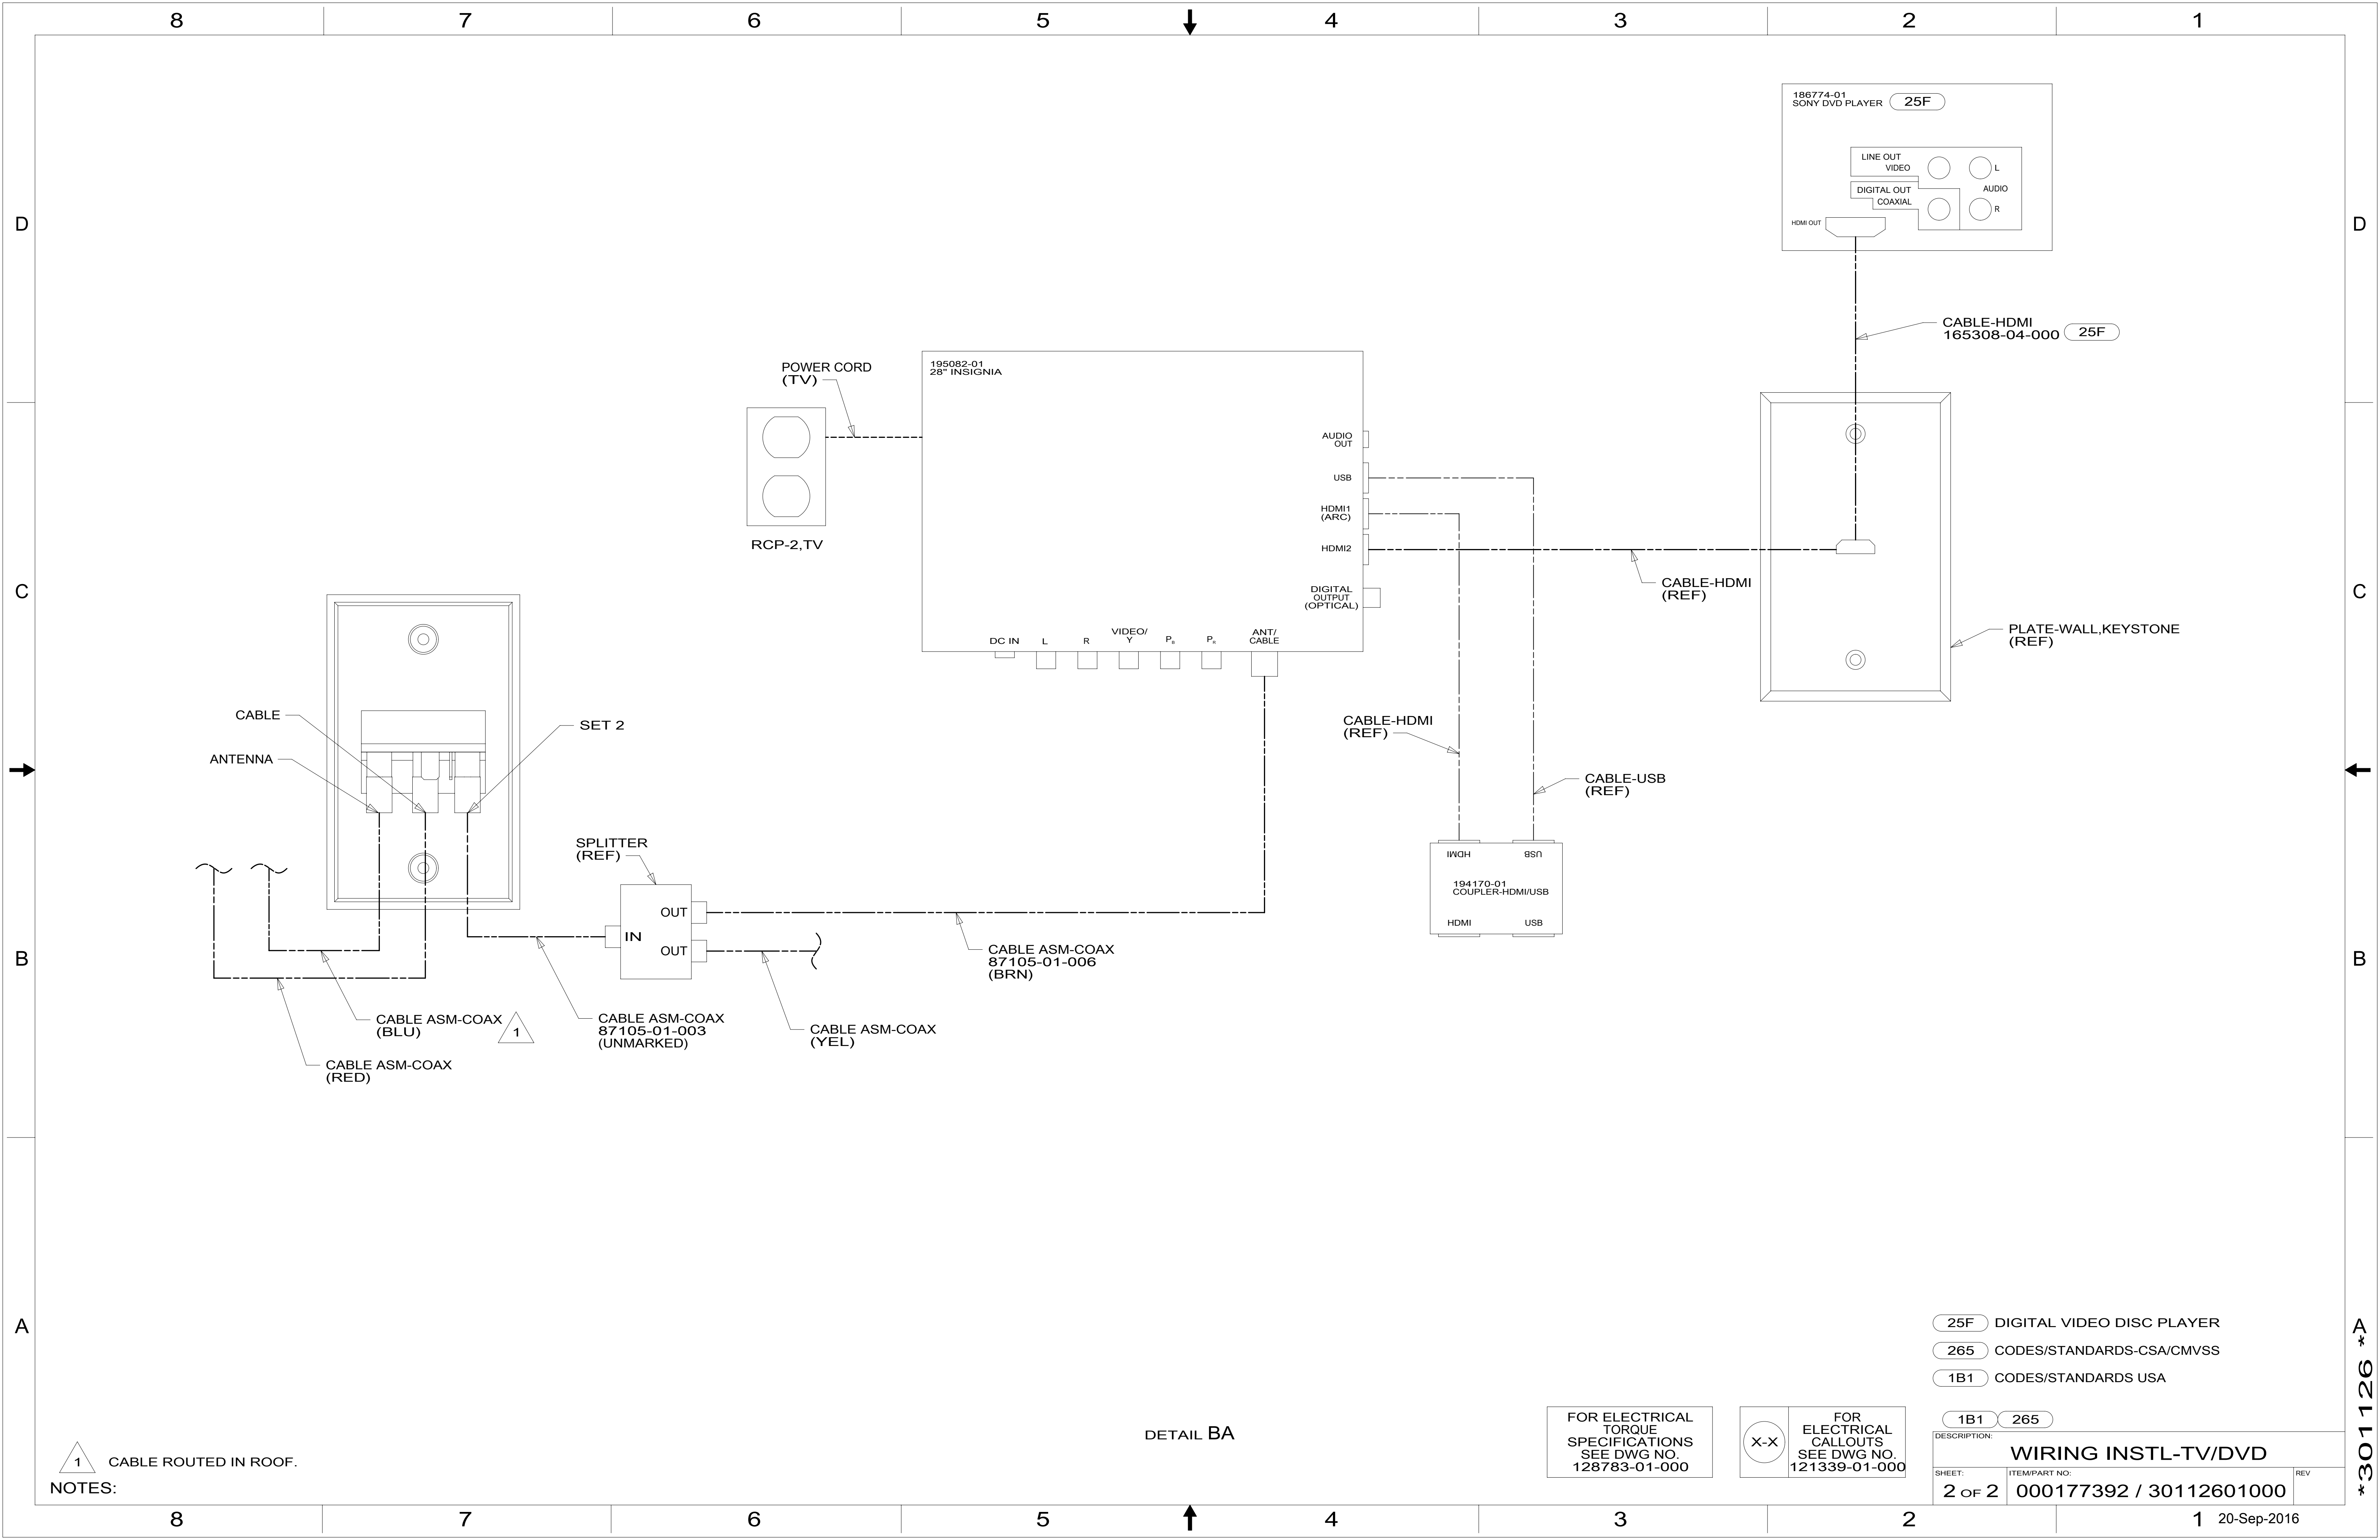 8 7 6 5 4 3 2 1
D
C
B
A
D
C
B
A
186774-01
SONY DVD PLAYER
25F
LINE OUT
VIDEO
L
DIGITAL OUT
AUDIO
COAXIAL
R
HDMI OUT
CABLE-HDMI
165308-04-000
25F
POWER CORD
(TV)
RCP-2,TV
195082-01
28" INSIGNIA
AUDIO
OUT
USB
HDMI1
(ARC)
HDMI2
DIGITAL
OUTPUT
(OPTICAL)
DC IN
L
R
VIDEO/
Y
PB
PR
ANT/
CABLE
CABLE-HDMI
(REF)
PLATE-WALL,KEYSTONE
(REF)
CABLE
ANTENNA
SET 2
CABLE-HDMI
(REF)
CABLE-USB
(REF)
SPLITTER
(REF)
OUT
IN
OUT
HDMI
USB
194170-01
COUPLER-HDMI/USB
HDMI
USB
CABLE ASM-COAX
87105-01-006
(BRN)
CABLE ASM-COAX
(BLU)
1
CABLE ASM-COAX
87105-01-003
(UNMARKED)
CABLE ASM-COAX
(YEL)
CABLE ASM-COAX
(RED)
25F DIGITAL VIDEO DISC PLAYER
265 CODES/STANDARDS-CSA/CMVSS
1B1 CODES/STANDARDS USA
1B1 265
DETAIL BA
FOR ELECTRICAL
TORQUE
SPECIFICATIONS
SEE DWG NO.
128783-01-000
X-X
FOR
ELECTRICAL
CALLOUTS
SEE DWG NO.
121339-01-000
DESCRIPTION:
WIRING INSTL-TV/DVD
SHEET:
2 OF 2
ITEM/PART NO:
000177392 / 30112601000
REV
*3011126 *
1 CABLE ROUTED IN ROOF.
NOTES:
8 7 6 5 4 3 2 1
20-Sep-2016